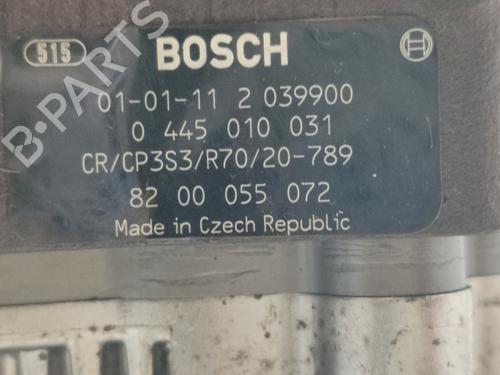 515 BOSCH
01-01-11 2 039900
0 445 010 031
CR/CP3S3/R70/20-789
82 00 055 072
Made in Czech Republic
B-PARTS
B-PARTS